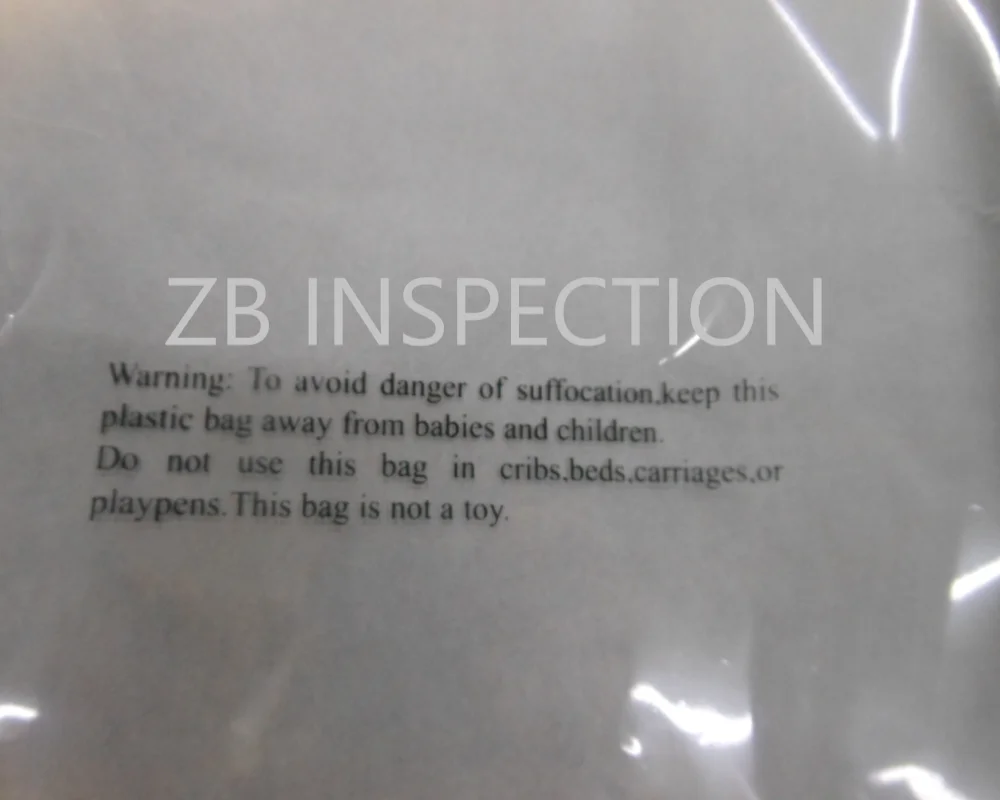 ZB INSPECTION
Warning: To avoid danger of suffocation.keep this
plastic bag away from babies and children.
Do not use this bag in cribs.beds.carriages.or
playpens.This bag is not a toy.